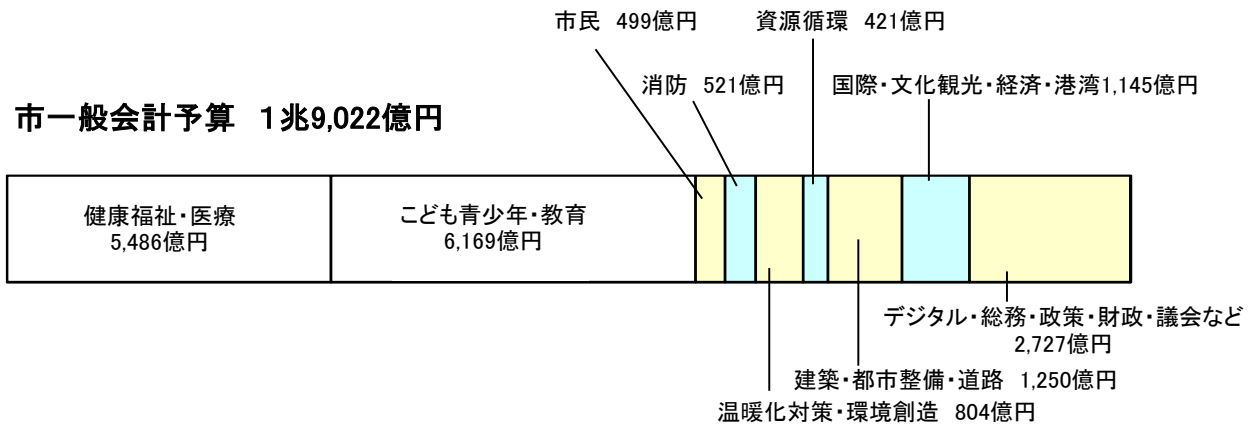 市民 499億円
資源循環 421億円
消防 521億円
国際・文化観光・経済・港湾1,145億円
市一般会計予算 1兆9,022億円
健康福祉・医療
5,486億円
こども青少年・教育
6,169億円
デジタル・総務・政策・財政・議会など
2,727億円
建築・都市整備・道路 1,250億円
温暖化対策・環境創造 804億円